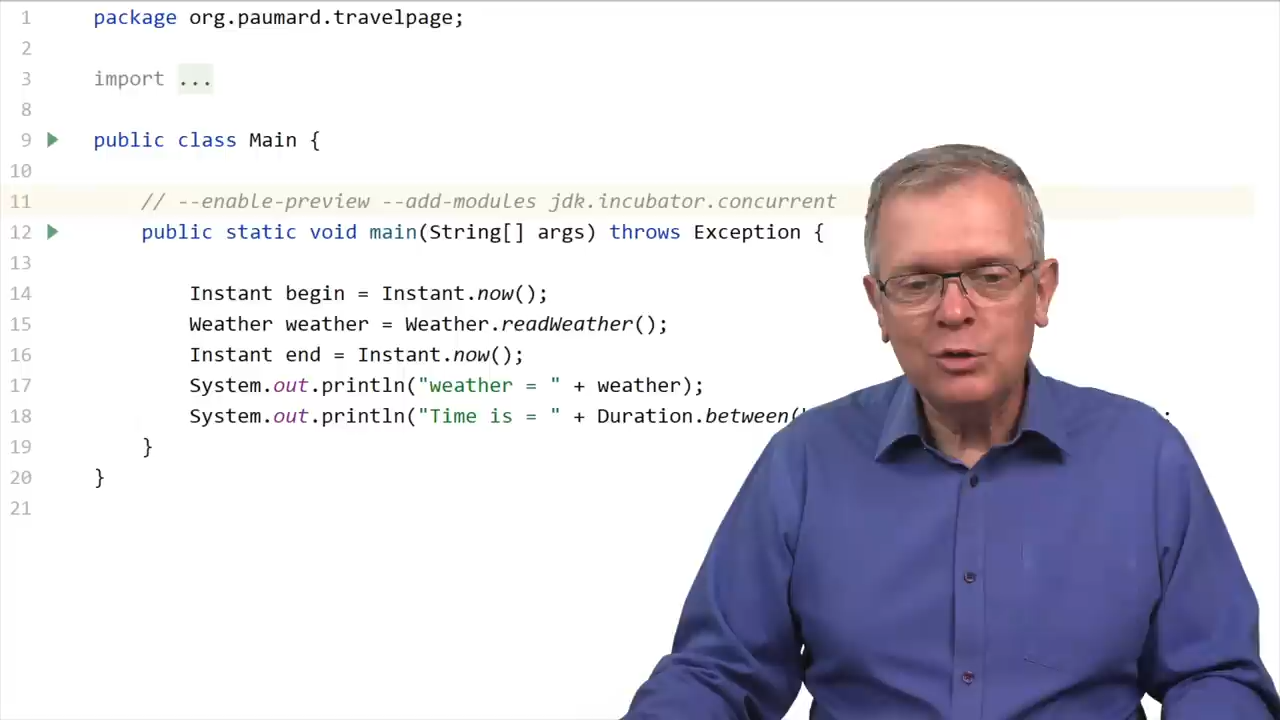 1 package org.paumard.travelpage;
2
3 import ...
8
9 public class Main {
10
11 // --enable-preview --add-modules jdk.incubator.concurrent
12 public static void main(String[] args) throws Exception {
13
14 Instant begin = Instant.now();
15 Weather weather = Weather.readWeather();
16 Instant end = Instant.now();
17 System.out.println("weather = " + weather);
18 System.out.println("Time is = " + Duration.between( ;
19 }
20 }
21